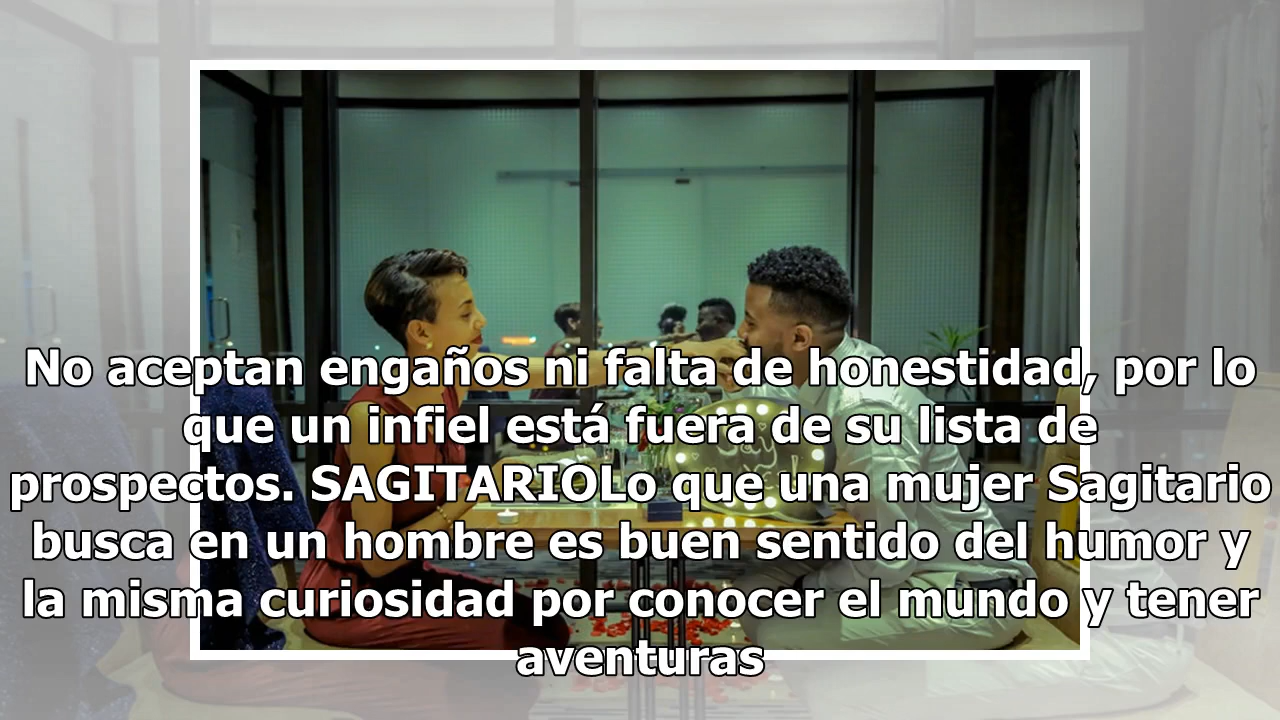 No aceptan engaños ni falta de honestidad, por lo
que un infiel está fuera de su lista de
prospectos. SAGITARIOLo que una mujer Sagitario
busca en un hombre es buen sentido del humor y
la misma curiosidad por conocer el mundo y tener
aventuras